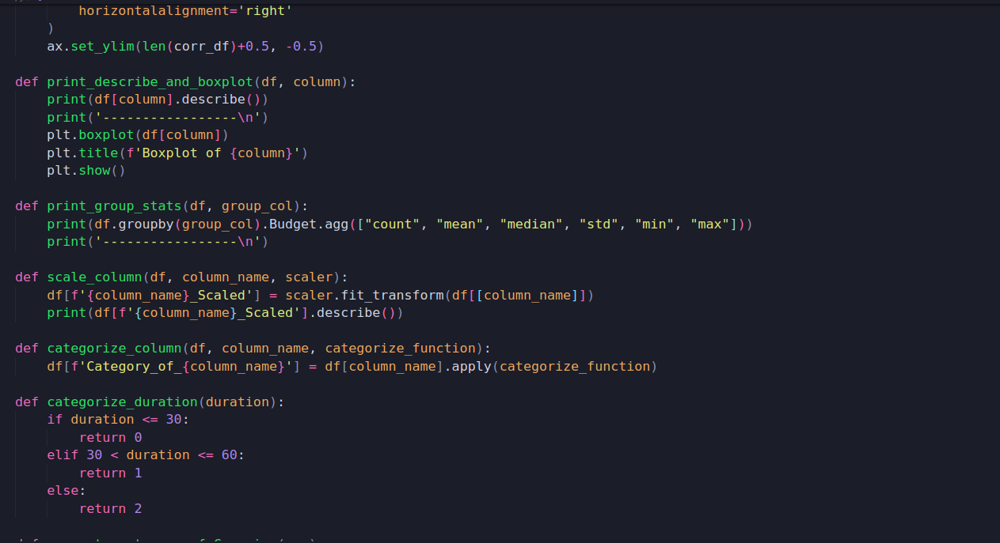 horizontalalignment='right'
)
ax.set_ylim(len(corr_df)+0.5, -0.5)
def print_describe_and_boxplot(df, column):
print(df[column].describe())
print('-----------------\n')
plt.boxplot(df[column])
plt.title(f'Boxplot of {column}')
plt.show()
def print_group_stats(df, group_col):
print(df.groupby(group_col).Budget.agg(["count", "mean", "median", "std", "min", "max"]))
print('-----------------\n')
def scale_column(df, column_name, scaler):
df[f'{column_name}_Scaled'] = scaler.fit_transform(df[[column_name]])
print(df[f'{column_name}_Scaled'].describe())
def categorize_column(df, column_name, categorize_function):
df[f'Category_of_{column_name}'] = df[column_name].apply(categorize_function)
def categorize_duration(duration):
if duration <= 30:
return 0
elif 30 < duration <= 60:
return 1
else:
return 2